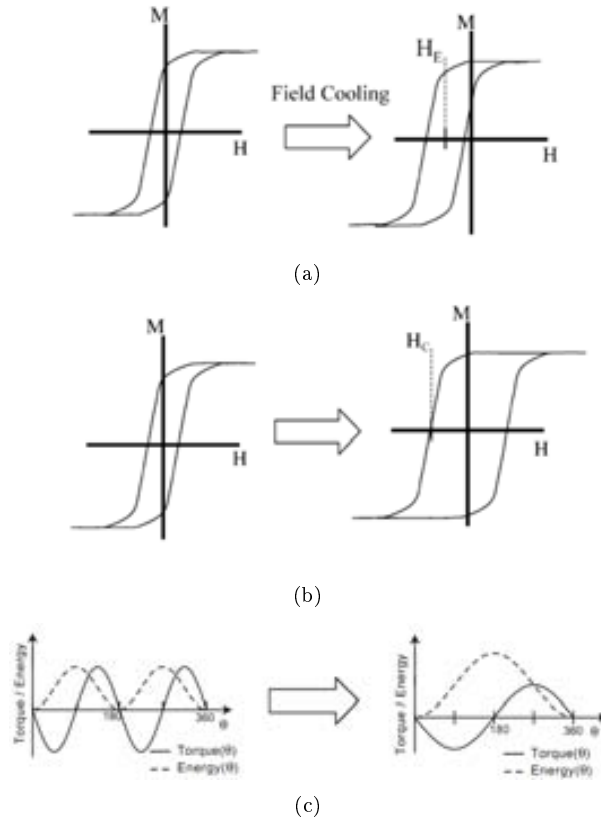 M
H
Field Cooling
M
H_E
H
(a)
M
H
M
H_C
H
(b)
Torque / Energy
180
360
Θ
Torque(θ)
Energy(θ)
Torque / Energy
180
360
Θ
Torque(θ)
Energy(θ)
(c)